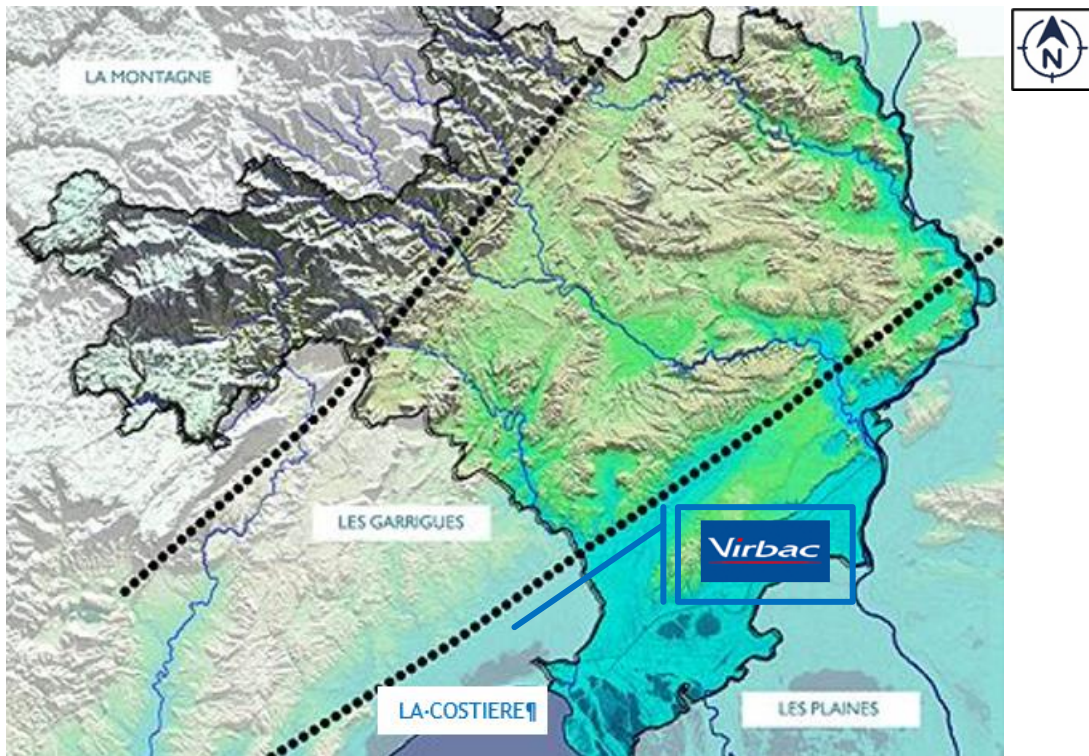 LA MONTAGNE
N
LES GARRIGUES
Virbac
LA·COSTIERE¶
LES PLAINES